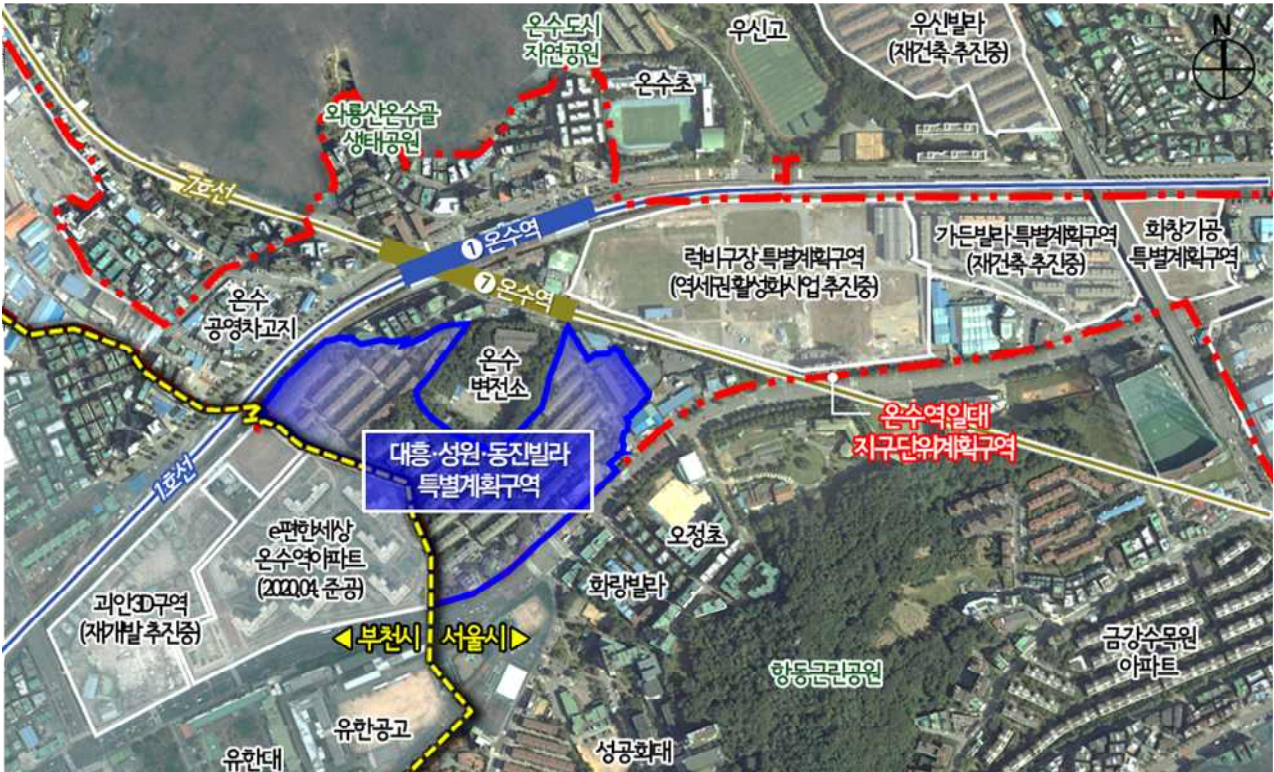 온수도시
자연공원
우신고
우신빌라
(재건축 추진중)
N
온수초
와룡산온수골
생태공원
7호선
1 온수역
7 온수역
럭비구장 특별계획구역
(역세권 활성화사업 추진중)
가든빌라 특별계획구역
(재건축 추진중)
화창기공
특별계획구역
온수
공영차고지
온수
변전소
온수역 일대
지구단위계획구역
대흥·성원·동진빌라
특별계획구역
1호선
e편한세상
온수역아파트
(2020.04. 준공)
오정초
화랑빌라
괴안3D구역
(재개발 추진중)
◀ 부천시
서울시 ▶
항동근린공원
금강수목원
아파트
유한공고
유한대
성공회대